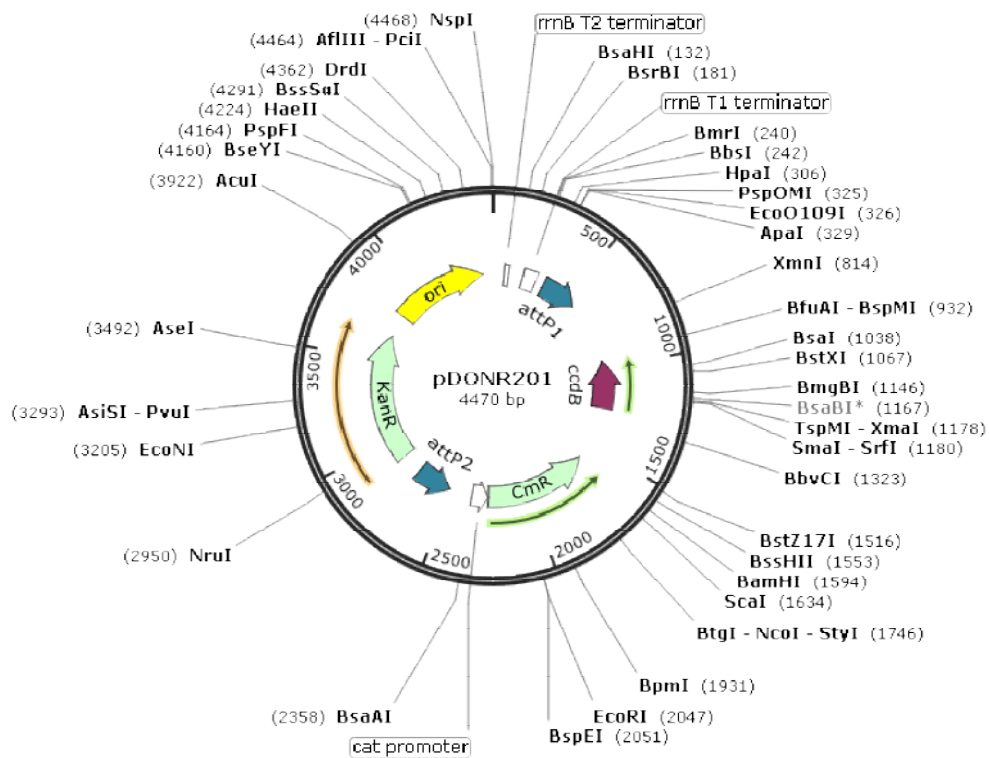 (4468) NspI
(4464) AflIII - PciI
(4362) DrdI
(4291) BssSαI
(4224) HaeII
(4164) PspFI
(4160) BseYI
(3922) AcuI
(3492) AseI
(3293) AsiSI - PvuI
(3205) EcoNI
(2950) NruI
(2358) BsaAI
cat promoter
rrnB T2 terminator
BsaHI (132)
BsrBI (181)
rrnB T1 terminator
BmrI (240)
BbsI (242)
HpaI (306)
PspOMI (325)
EcoO109I (326)
ApaI (329)
XmnI (814)
BfuAI - BspMI (932)
BsaI (1038)
BstXI (1067)
BmgBI (1146)
BsaBI* (1167)
TspMI - XmaI (1178)
SmaI - SrfI (1180)
BbvCI (1323)
BstZ17I (1516)
BssHII (1553)
BamHI (1594)
ScaI (1634)
BtgI - NcoI - StyI (1746)
BpmI (1931)
EcoRI (2047)
BspEI (2051)
500
1000
1500
2000
2500
3000
3500
4000
ori
attP1
ccdB
CmR
attP2
KanR
pDONR201
4470 bp